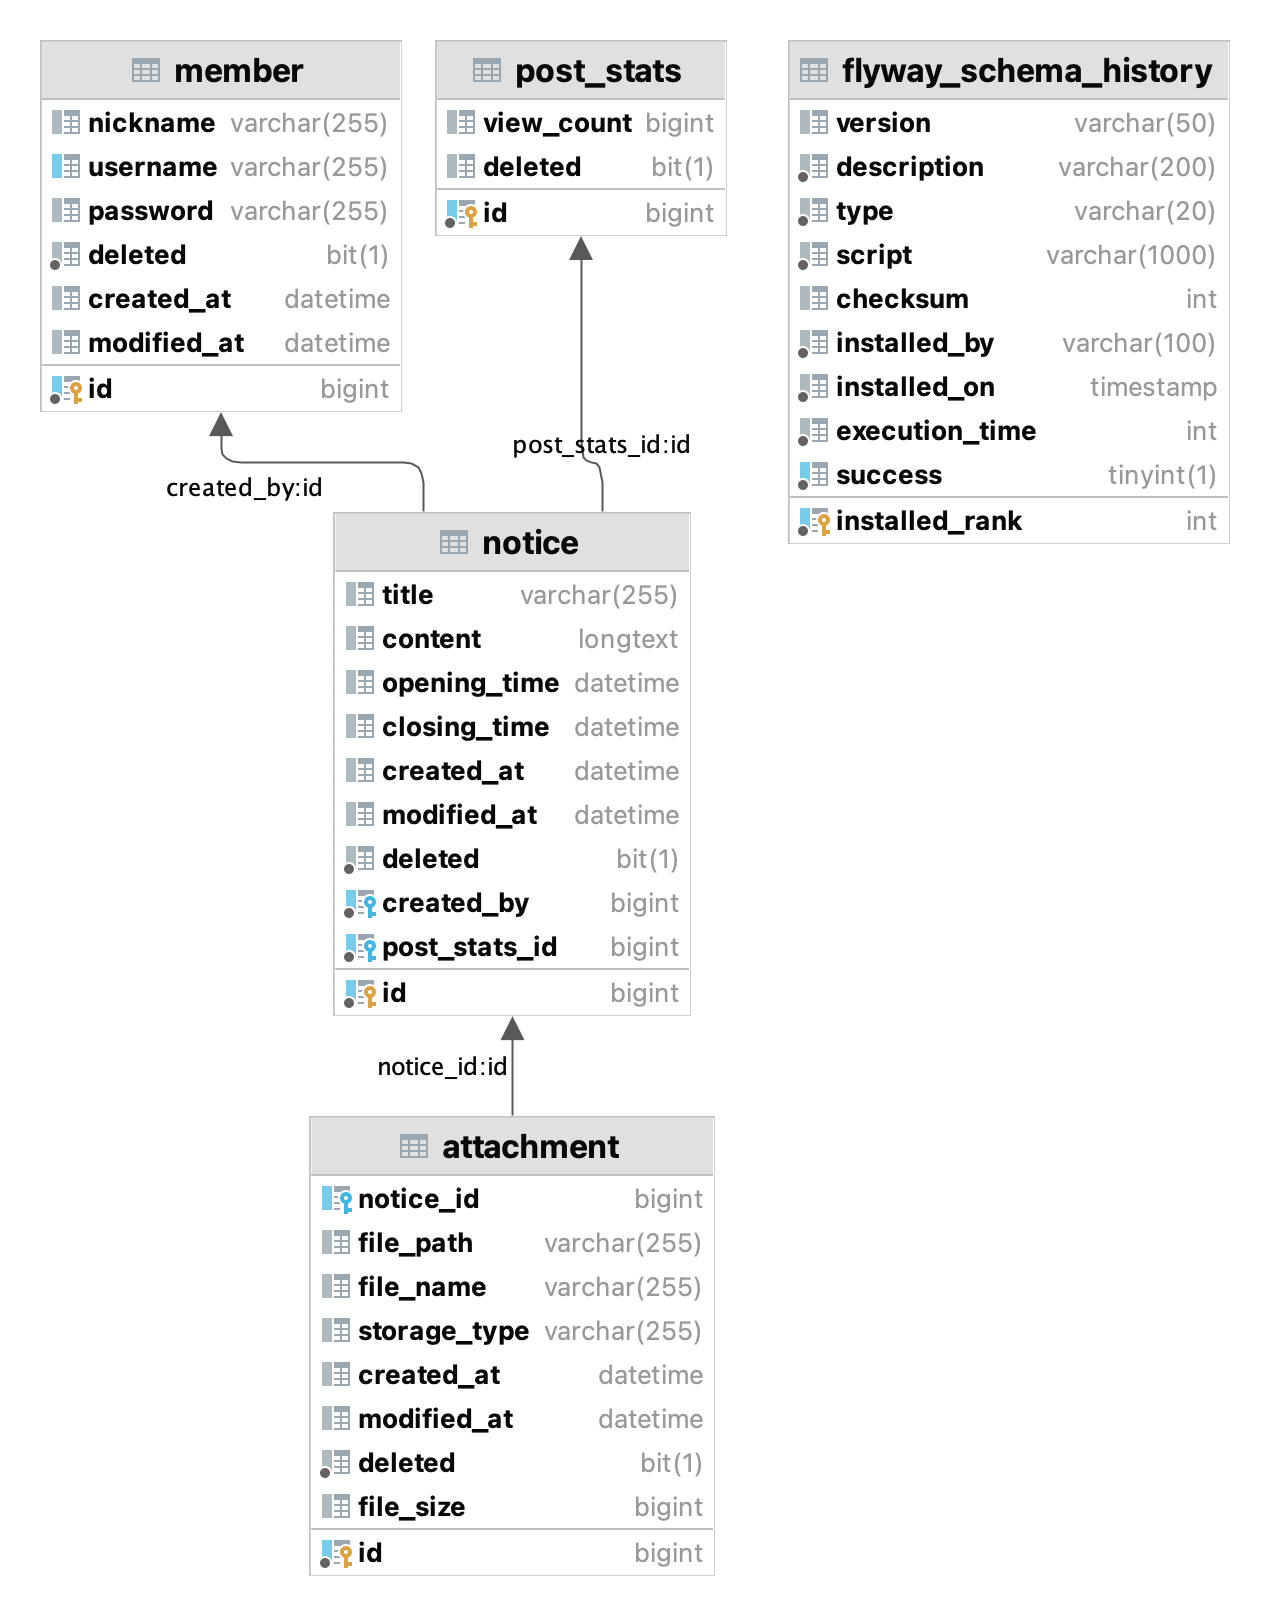 member
nickname varchar(255)
username varchar(255)
password varchar(255)
deleted bit(1)
created_at datetime
modified_at datetime
id bigint
post_stats
view_count bigint
deleted bit(1)
id bigint
flyway_schema_history
version varchar(50)
description varchar(200)
type varchar(20)
script varchar(1000)
checksum int
installed_by varchar(100)
installed_on timestamp
execution_time int
success tinyint(1)
installed_rank int
created_by:id
post_stats_id:id
notice
title varchar(255)
content longtext
opening_time datetime
closing_time datetime
created_at datetime
modified_at datetime
deleted bit(1)
created_by bigint
post_stats_id bigint
id bigint
notice_id:id
attachment
notice_id bigint
file_path varchar(255)
file_name varchar(255)
storage_type varchar(255)
created_at datetime
modified_at datetime
deleted bit(1)
file_size bigint
id bigint